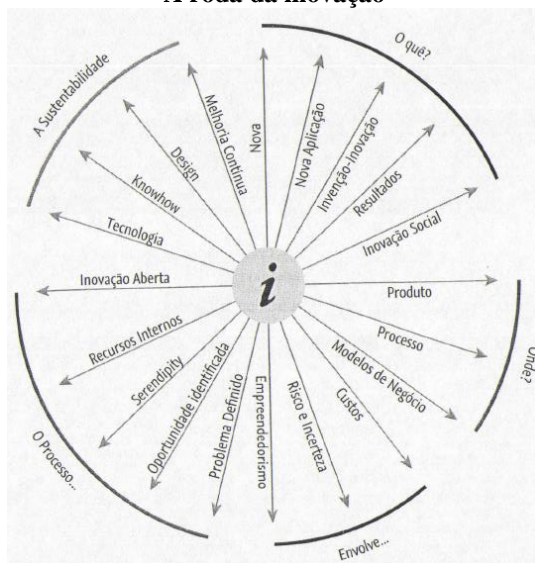 A roda da inovação
O quê?
Nova
Nova Aplicação
Invenção-Inovação
Resultados
Inovação Social
Onde?
Produto
Processo
Modelos de Negócio
Envolve...
Custos
Risco e Incerteza
Empreendedorismo
O Processo...
Problema Definido
Oportunidade identificada
Serendipity
Recursos Internos
Inovação Aberta
A Sustentabilidade
Tecnologia
Knowhow
Design
Melhoria Contínua
i